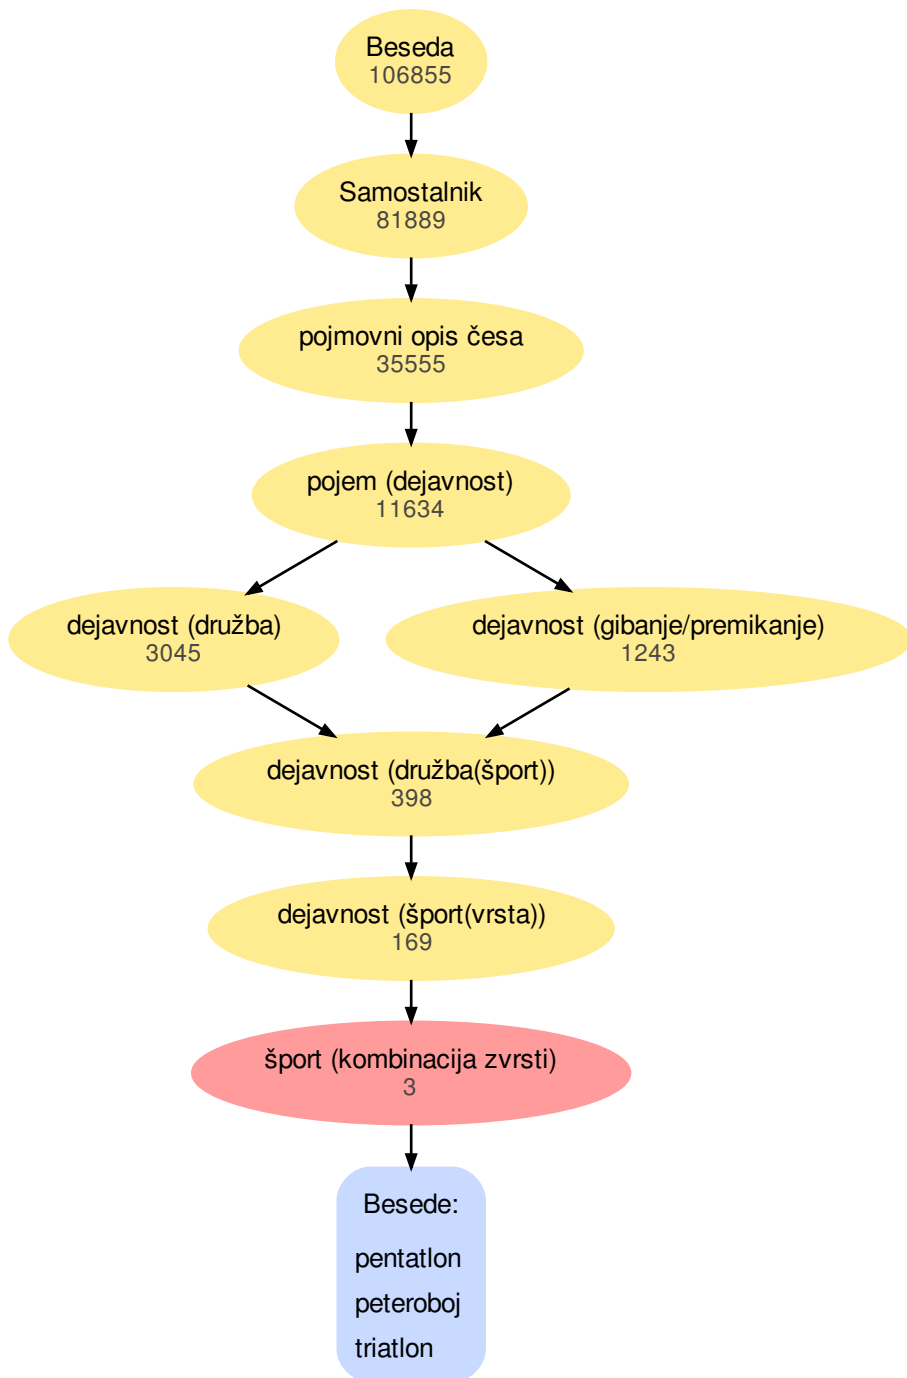 Beseda
106855
Samostalnik
81889
pojmovni opis česa
35555
pojem (dejavnost)
11634
dejavnost (družba)
3045
dejavnost (gibanje/premikanje)
1243
dejavnost (družba(šport))
398
dejavnost (šport(vrsta))
169
šport (kombinacija zvrsti)
3
Besede:
pentatlon
peteroboj
triatlon